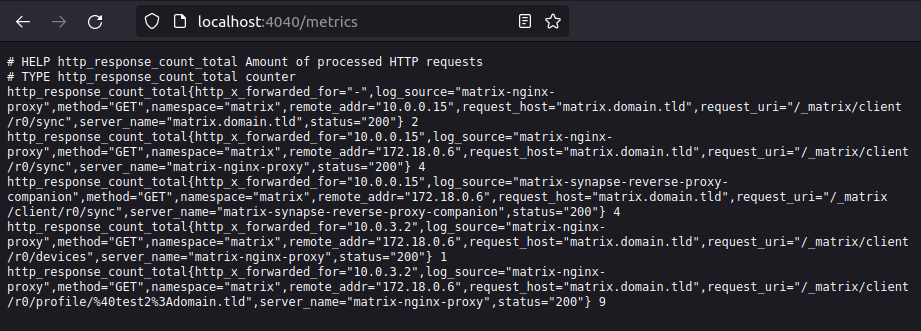 localhost:4040/metrics
# HELP http_response_count_total Amount of processed HTTP requests
# TYPE http_response_count_total counter
http_response_count_total{http_x_forwarded_for="-",log_source="matrix-nginx-
proxy",method="GET",namespace="matrix",remote_addr="10.0.0.15",request_host="matrix.domain.tld",request_uri="/_matrix/client
/r0/sync",server_name="matrix.domain.tld",status="200"} 2
http_response_count_total{http_x_forwarded_for="10.0.0.15",log_source="matrix-nginx-
proxy",method="GET",namespace="matrix",remote_addr="172.18.0.6",request_host="matrix.domain.tld",request_uri="/_matrix/client
/r0/sync",server_name="matrix-nginx-proxy",status="200"} 4
http_response_count_total{http_x_forwarded_for="10.0.0.15",log_source="matrix-synapse-reverse-proxy-
companion",method="GET",namespace="matrix",remote_addr="172.18.0.6",request_host="matrix.domain.tld",request_uri="/_matrix
/client/r0/sync",server_name="matrix-synapse-reverse-proxy-companion",status="200"} 4
http_response_count_total{http_x_forwarded_for="10.0.3.2",log_source="matrix-nginx-
proxy",method="GET",namespace="matrix",remote_addr="172.18.0.6",request_host="matrix.domain.tld",request_uri="/_matrix/client
/r0/devices",server_name="matrix-nginx-proxy",status="200"} 1
http_response_count_total{http_x_forwarded_for="10.0.3.2",log_source="matrix-nginx-
proxy",method="GET",namespace="matrix",remote_addr="172.18.0.6",request_host="matrix.domain.tld",request_uri="/_matrix/client
/r0/profile/%40test2%3Adomain.tld",server_name="matrix-nginx-proxy",status="200"} 9